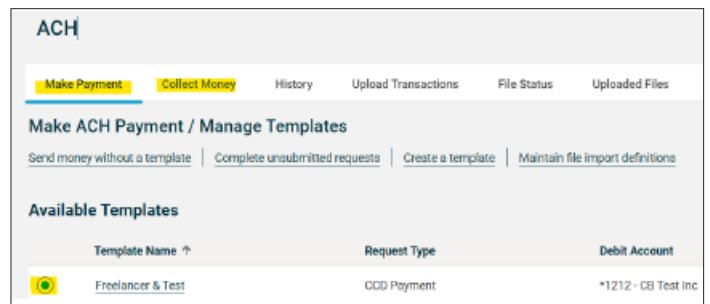 ACH
Make Payment Collect Money History Upload Transactions File Status Uploaded Files
Make ACH Payment / Manage Templates
Send money without a template Complete unsubmitted requests Create a template Maintain file import definitions
Available Templates
Template Name ↑ Request Type Debit Account
Freelancer & Test CCD Payment *1212 - CB Test Inc